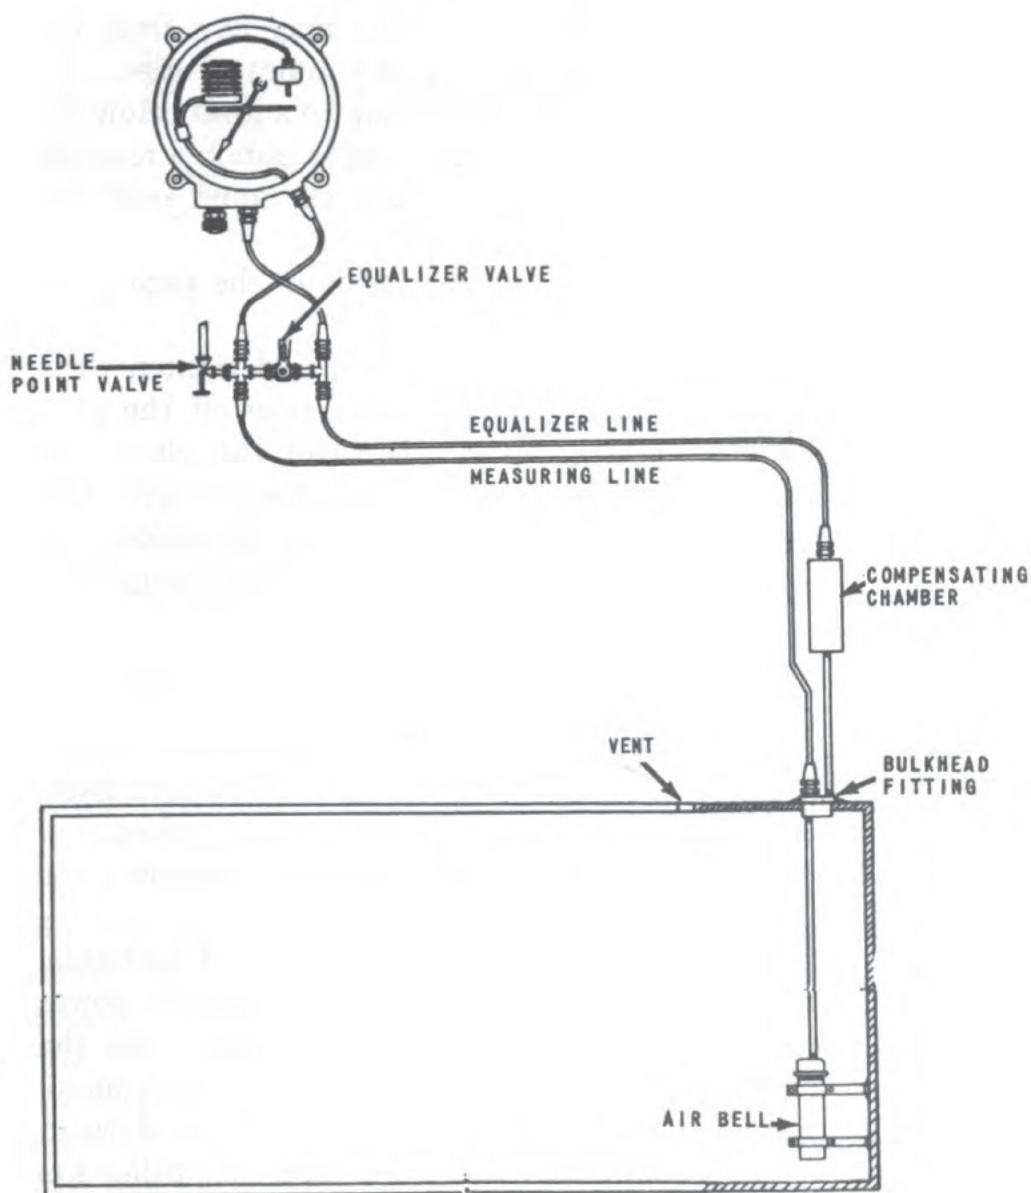 EQUALIZER VALVE
NEEDLE
POINT VALVE
EQUALIZER LINE
MEASURING LINE
COMPENSATING
CHAMBER
VENT
BULKHEAD
FITTING
AIR BELL